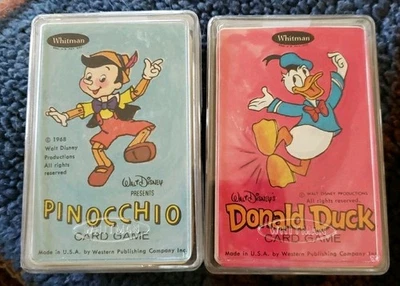 Whitman
© 1968
Walt Disney
Productions
All rights
reserved
Walt Disney
PRESENTS
PINOCCHIO
CARD GAME
Made in U.S.A. by Western Publishing Company Inc
Whitman
Walt Disney's
© WALT DISNEY PRODUCTIONS
All rights reserved
Donald Duck
CARD GAME
Made in U.S.A. by Western Publishing Company Inc.